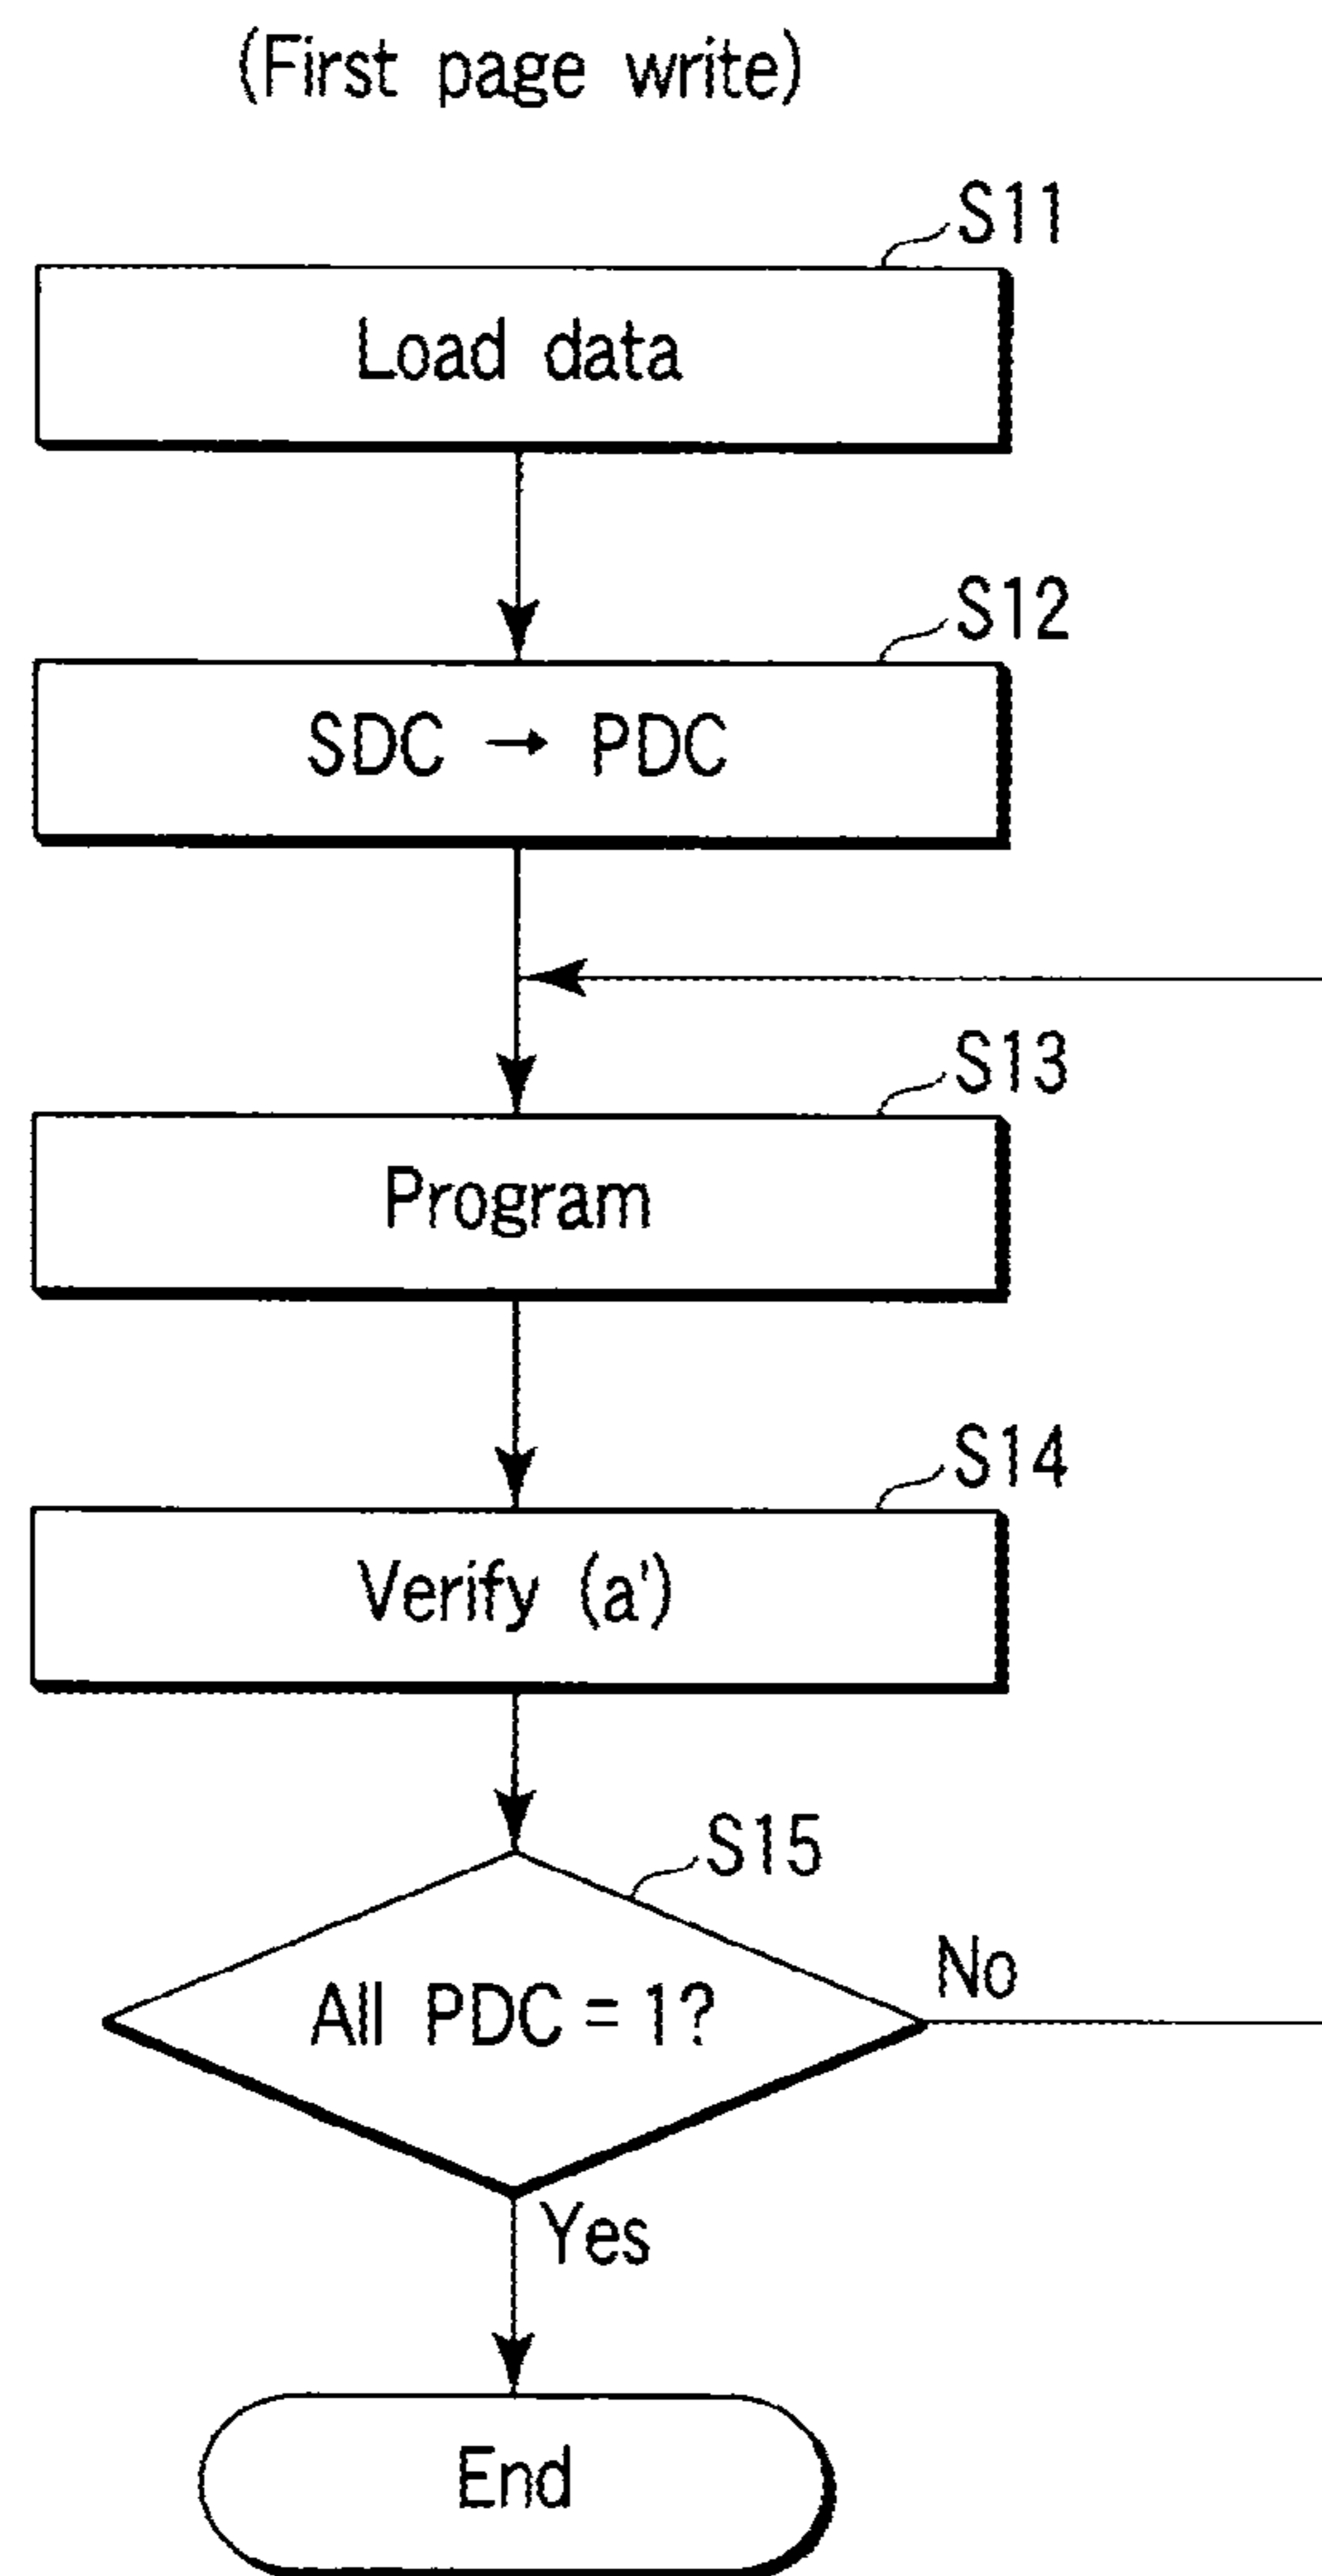 (First page write)
S11
Load data
S12
SDC → PDC
S13
Program
S14
Verify (a')
S15
All PDC = 1?
No
Yes
End